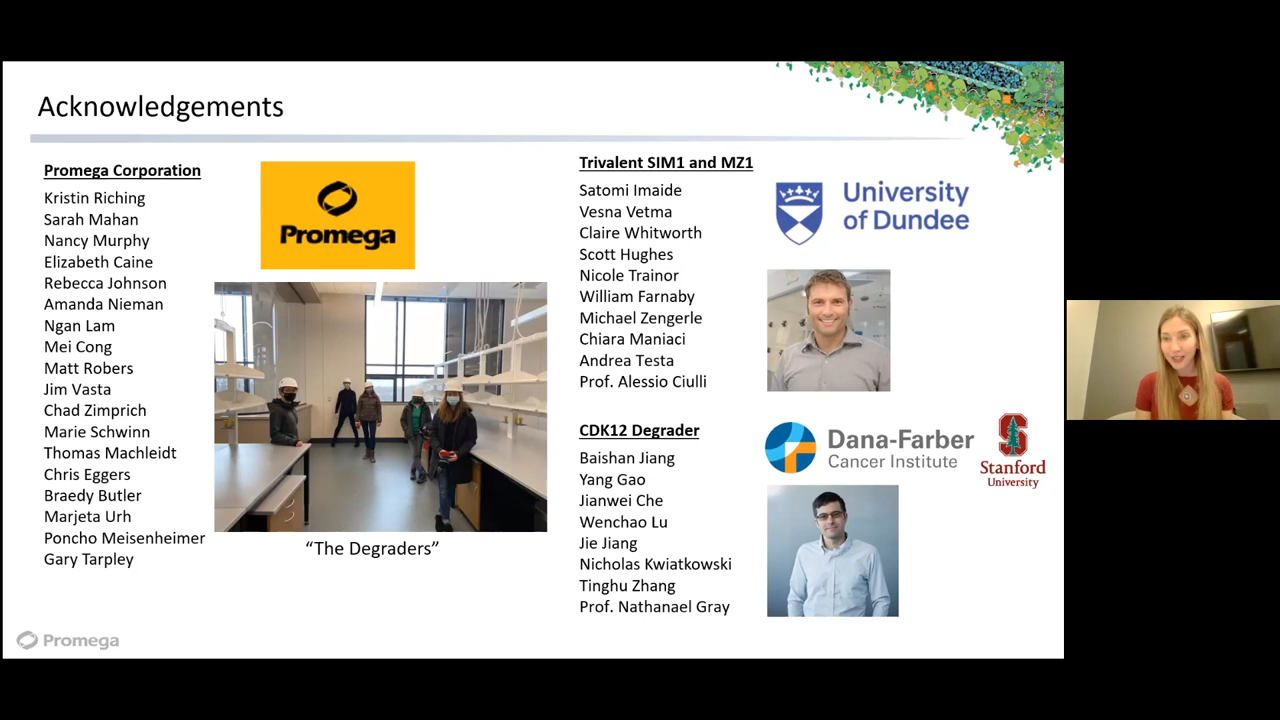 Acknowledgements
Promega Corporation
Kristin Riching
Sarah Mahan
Nancy Murphy
Elizabeth Caine
Rebecca Johnson
Amanda Nieman
Ngan Lam
Mei Cong
Matt Robers
Jim Vasta
Chad Zimprich
Marie Schwinn
Thomas Machleidt
Chris Eggers
Braedy Butler
Marjeta Urh
Poncho Meisenheimer
Gary Tarpley
Promega
“The Degraders”
Trivalent SIM1 and MZ1
Satomi Imaide
Vesna Vetma
Claire Whitworth
Scott Hughes
Nicole Trainor
William Farnaby
Michael Zengerle
Chiara Maniaci
Andrea Testa
Prof. Alessio Ciulli
University
of Dundee
CDK12 Degrader
Baishan Jiang
Yang Gao
Jianwei Che
Wenchao Lu
Jie Jiang
Nicholas Kwiatkowski
Tinghu Zhang
Prof. Nathanael Gray
Dana-Farber
Cancer Institute
Stanford
University
Promega